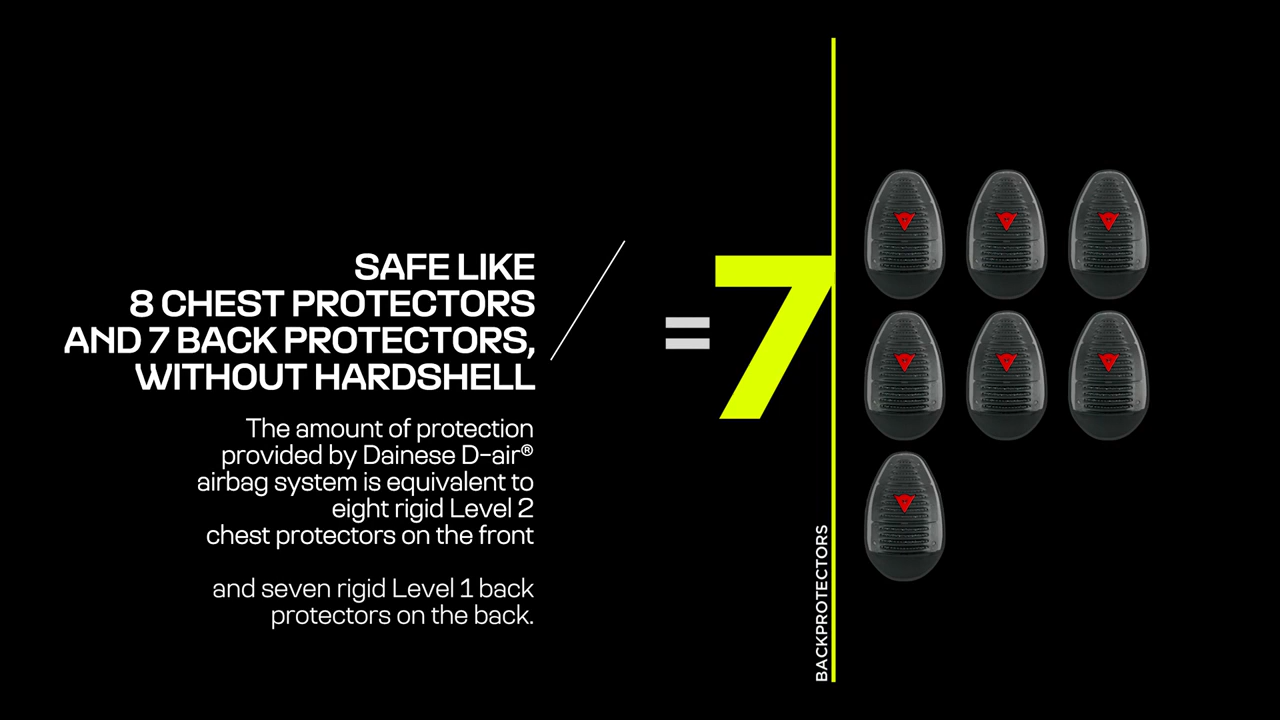 SAFE LIKE
8 CHEST PROTECTORS
AND 7 BACK PROTECTORS,
WITHOUT HARDSHELL
The amount of protection
provided by Dainese D-air®
airbag system is equivalent to
eight rigid Level 2
chest protectors on the front
and seven rigid Level 1 back
protectors on the back.
=7
BACKPROTECTORS